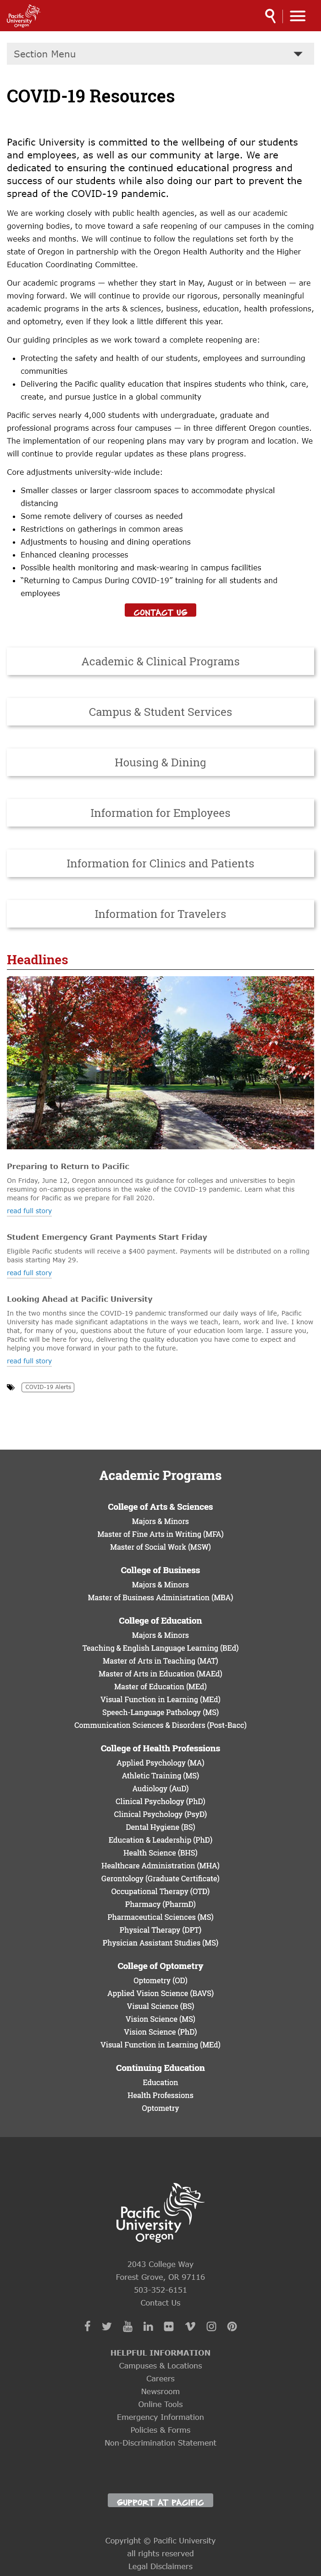 Pacific
University
Oregon
Section Menu
COVID-19 Resources
Pacific University is committed to the wellbeing of our students
and employees, as well as our community at large. We are
dedicated to ensuring the continued educational progress and
success of our students while also doing our part to prevent the
spread of the COVID-19 pandemic.
We are working closely with public health agencies, as well as our academic
governing bodies, to move toward a safe reopening of our campuses in the coming
weeks and months. We will continue to follow the regulations set forth by the
state of Oregon in partnership with the Oregon Health Authority and the Higher
Education Coordinating Committee.
Our academic programs — whether they start in May, August or in between — are
moving forward. We will continue to provide our rigorous, personally meaningful
academic programs in the arts & sciences, business, education, health professions,
and optometry, even if they look a little different this year.
Our guiding principles as we work toward a complete reopening are:
• Protecting the safety and health of our students, employees and surrounding
communities
• Delivering the Pacific quality education that inspires students who think, care,
create, and pursue justice in a global community
Pacific serves nearly 4,000 students with undergraduate, graduate and
professional programs across four campuses — in three different Oregon counties.
The implementation of our reopening plans may vary by program and location. We
will continue to provide regular updates as these plans progress.
Core adjustments university-wide include:
• Smaller classes or larger classroom spaces to accommodate physical
distancing
• Some remote delivery of courses as needed
• Restrictions on gatherings in common areas
• Adjustments to housing and dining operations
• Enhanced cleaning processes
• Possible health monitoring and mask-wearing in campus facilities
• "Returning to Campus During COVID-19" training for all students and
employees
CONTACT US
Academic & Clinical Programs
Campus & Student Services
Housing & Dining
Information for Employees
Information for Clinics and Patients
Information for Travelers
Headlines
Preparing to Return to Pacific
On Friday, June 12, Oregon announced its guidance for colleges and universities to begin
resuming on-campus operations in the wake of the COVID-19 pandemic. Learn what this
means for Pacific as we prepare for Fall 2020.
read full story
Student Emergency Grant Payments Start Friday
Eligible Pacific students will receive a $400 payment. Payments will be distributed on a rolling
basis starting May 29.
read full story
Looking Ahead at Pacific University
In the two months since the COVID-19 pandemic transformed our daily ways of life, Pacific
University has made significant adaptations in the ways we teach, learn, work and live. I know
that, for many of you, questions about the future of your education loom large. I assure you,
Pacific will be here for you, delivering the quality education you have come to expect and
helping you move forward in your path to the future.
read full story
COVID-19 Alerts
Academic Programs
College of Arts & Sciences
Majors & Minors
Master of Fine Arts in Writing (MFA)
Master of Social Work (MSW)
College of Business
Majors & Minors
Master of Business Administration (MBA)
College of Education
Majors & Minors
Teaching & English Language Learning (BEd)
Master of Arts in Teaching (MAT)
Master of Arts in Education (MAEd)
Master of Education (MEd)
Visual Function in Learning (MEd)
Speech-Language Pathology (MS)
Communication Sciences & Disorders (Post-Bacc)
College of Health Professions
Applied Psychology (MA)
Athletic Training (MS)
Audiology (AuD)
Clinical Psychology (PhD)
Clinical Psychology (PsyD)
Dental Hygiene (BS)
Education & Leadership (PhD)
Health Science (BHS)
Healthcare Administration (MHA)
Gerontology (Graduate Certificate)
Occupational Therapy (OTD)
Pharmacy (PharmD)
Pharmaceutical Sciences (MS)
Physical Therapy (DPT)
Physician Assistant Studies (MS)
College of Optometry
Optometry (OD)
Applied Vision Science (BAVS)
Visual Science (BS)
Vision Science (MS)
Vision Science (PhD)
Visual Function in Learning (MEd)
Continuing Education
Education
Health Professions
Optometry
Pacific
University
Oregon
2043 College Way
Forest Grove, OR 97116
503-352-6151
Contact Us
HELPFUL INFORMATION
Campuses & Locations
Careers
Newsroom
Online Tools
Emergency Information
Policies & Forms
Non-Discrimination Statement
SUPPORT AT PACIFIC
Copyright © Pacific University
all rights reserved
Legal Disclaimers